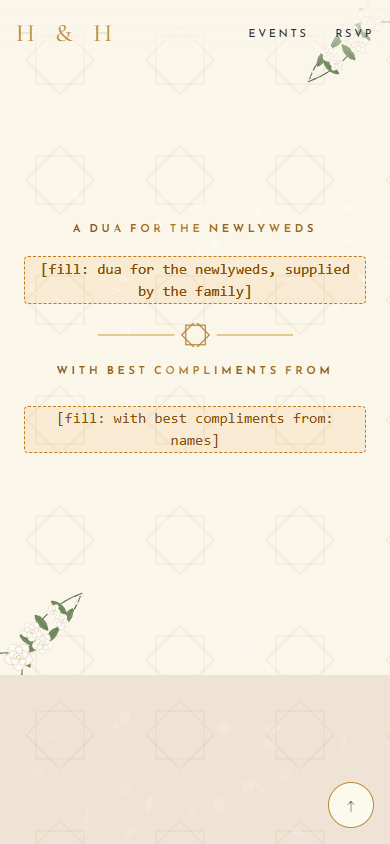 H & H
EVENTS RSVP
A DUA FOR THE NEWLYWEDS
[fill: dua for the newlyweds, supplied
by the family]
WITH BEST COMPLIMENTS FROM
[fill: with best compliments from:
names]
↑